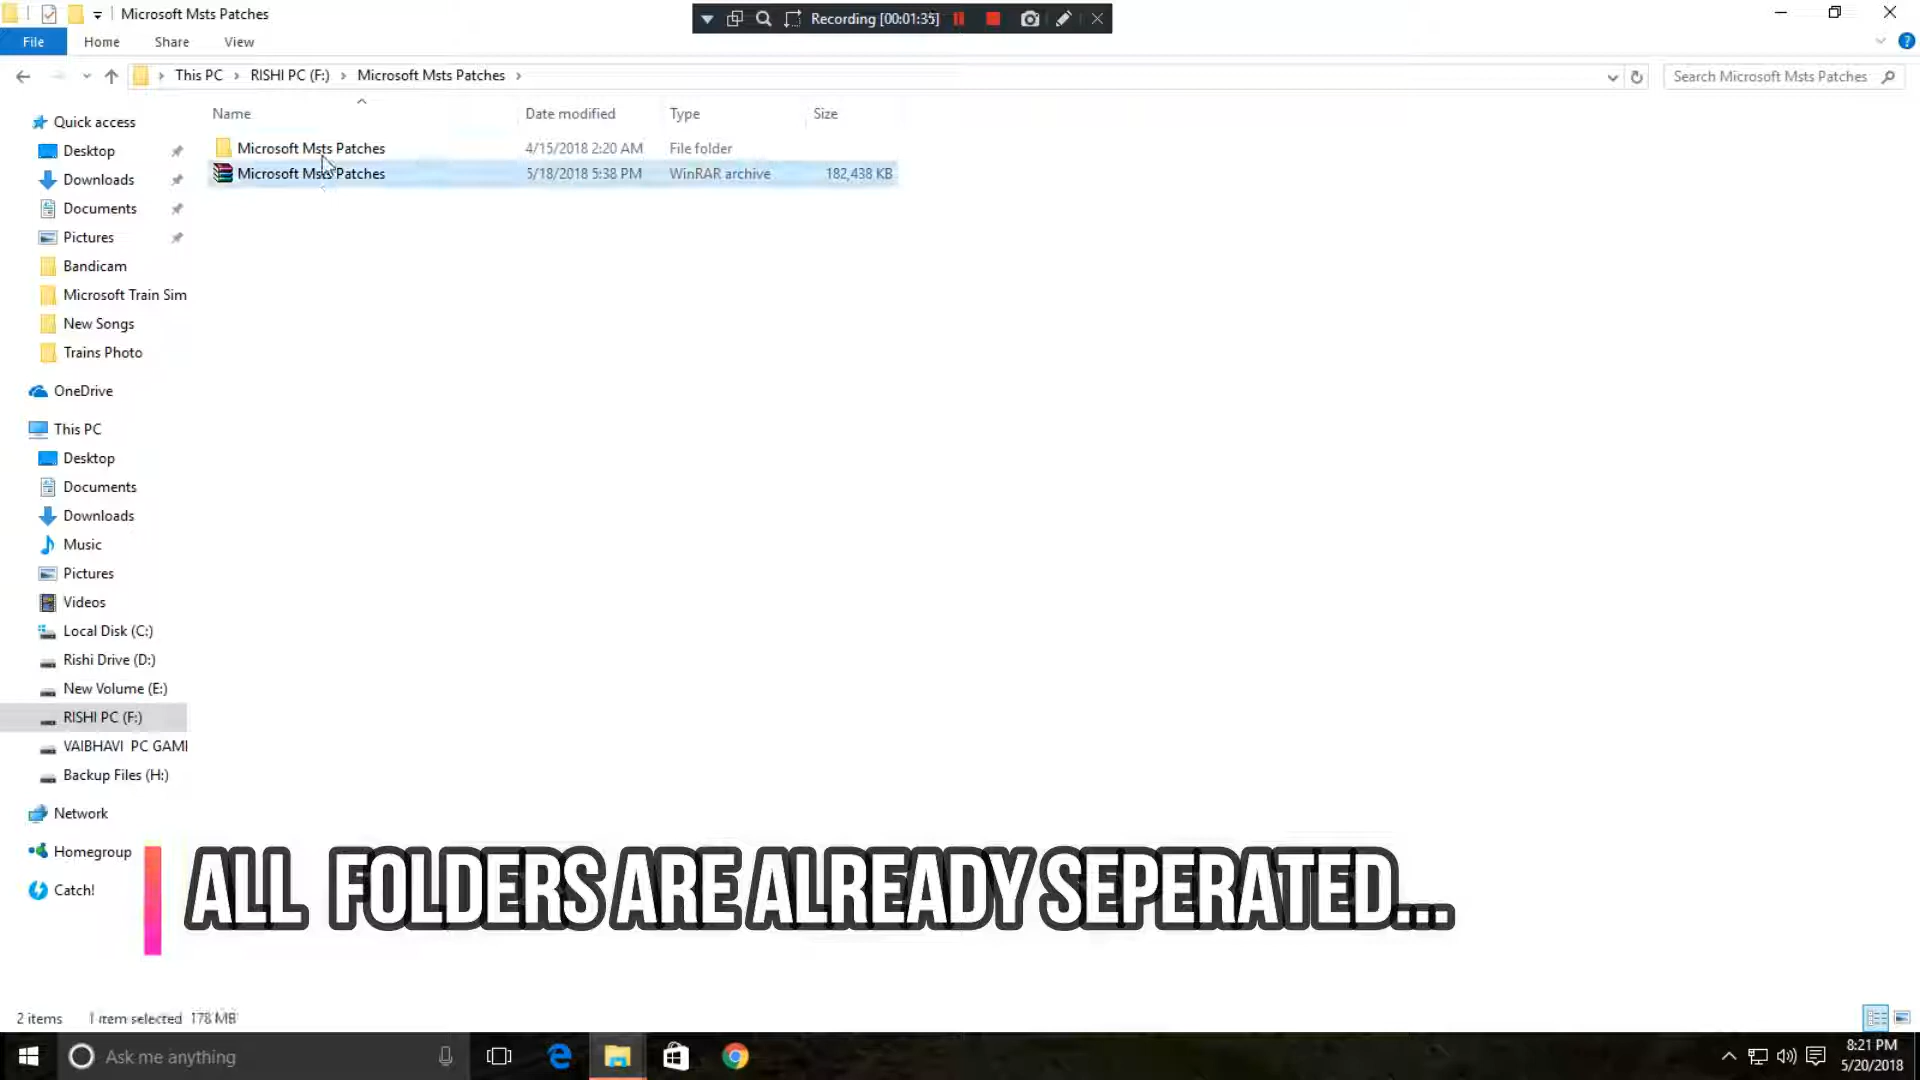 Microsoft Msts Patches
Recording [00:01:35]
File Home Share View
This PC RISHI PC (F:) Microsoft Msts Patches
Search Microsoft Msts Patches
Name Date modified Type Size
Microsoft Msts Patches 4/15/2018 2:20 AM File folder
Microsoft Msts Patches 5/18/2018 5:38 PM WinRAR archive 182,438 KB
Quick access
Desktop
Downloads
Documents
Pictures
Bandicam
Microsoft Train Sim
New Songs
Trains Photo
OneDrive
This PC
Desktop
Documents
Downloads
Music
Pictures
Videos
Local Disk (C:)
Rishi Drive (D:)
New Volume (E:)
RISHI PC (F:)
VAIBHAVI PC GAMI
Backup Files (H:)
Network
Homegroup
Catch!
ALL FOLDERS ARE ALREADY SEPERATED...
2 items 1 item selected 178 MB
Ask me anything
8:21 PM
5/20/2018